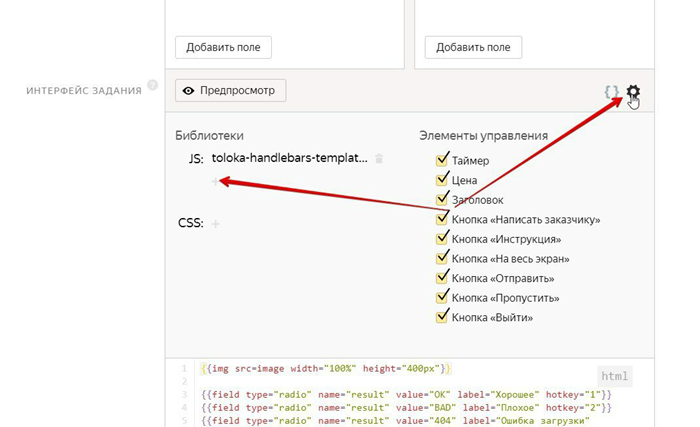 Добавить поле
Добавить поле
ИНТЕРФЕЙС ЗАДАНИЯ ?
Предпросмотр
{ }
Библиотеки
Элементы управления
JS: toloka-handlebars-templat...
+
CSS: +
Таймер
Цена
Заголовок
Кнопка «Написать заказчику»
Кнопка «Инструкция»
Кнопка «На весь экран»
Кнопка «Отправить»
Кнопка «Пропустить»
Кнопка «Выйти»
html
1 {{img src=image width="100%" height="400px"}}
2
3 {{field type="radio" name="result" value="OK" label="Хорошее" hotkey="1"}}
4 {{field type="radio" name="result" value="BAD" label="Плохое" hotkey="2"}}
5 {{field type="radio" name="result" value="404" label="Ошибка загрузки"